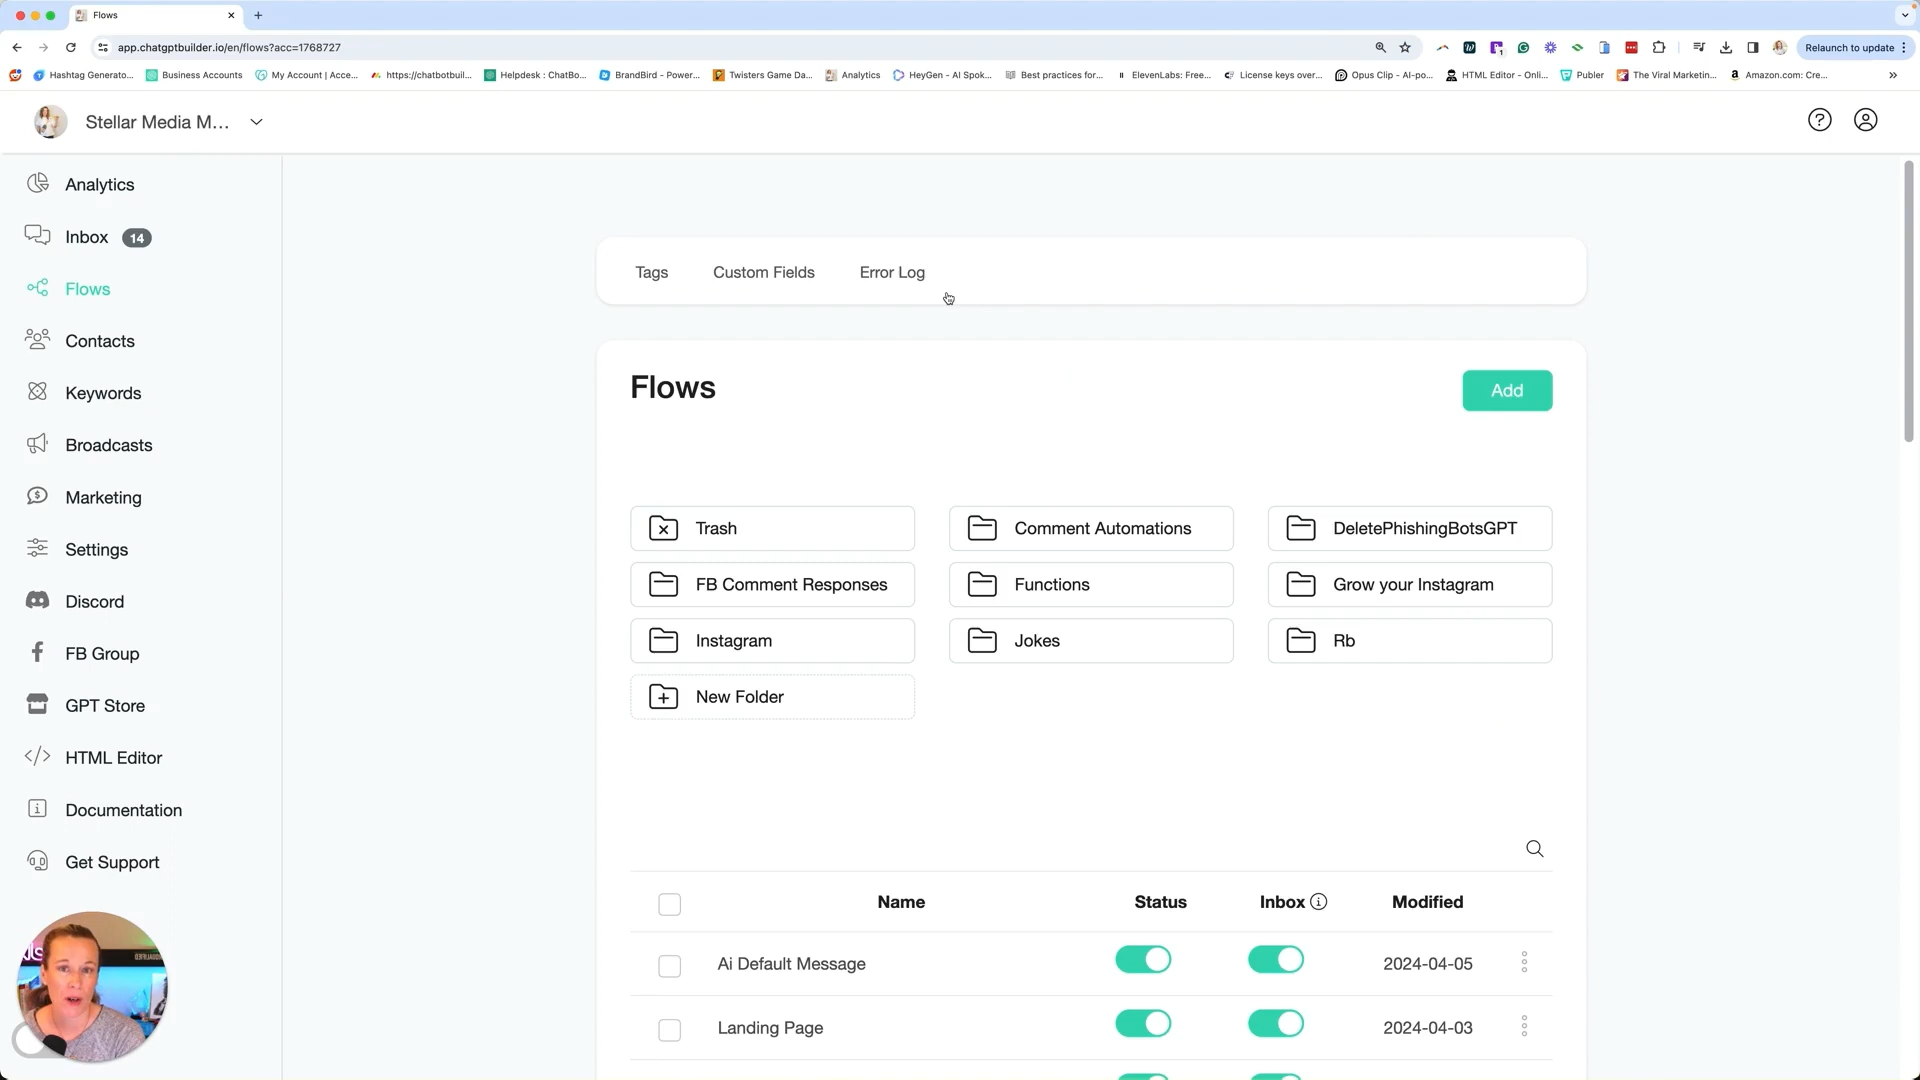 Flows
app.chatgptbuilder.io/en/flows?acc=1768727
Relaunch to update
Hashtag Generato...
Business Accounts
My Account | Acce...
https://chatbotbuil...
Helpdesk : ChatBo...
BrandBird - Power...
Twisters Game Da...
Analytics
HeyGen - AI Spok...
Best practices for...
ElevenLabs: Free...
License keys over...
Opus Clip - AI-po...
HTML Editor - Onli...
Publer
The Viral Marketin...
Amazon.com: Cre...
Stellar Media M...
Analytics
Inbox 14
Flows
Contacts
Keywords
Broadcasts
Marketing
Settings
Discord
FB Group
GPT Store
HTML Editor
Documentation
Get Support
Tags Custom Fields Error Log
Flows
Add
Trash
Comment Automations
DeletePhishingBotsGPT
FB Comment Responses
Functions
Grow your Instagram
Instagram
Jokes
Rb
New Folder
Name Status Inbox Modified
Ai Default Message 2024-04-05
Landing Page 2024-04-03